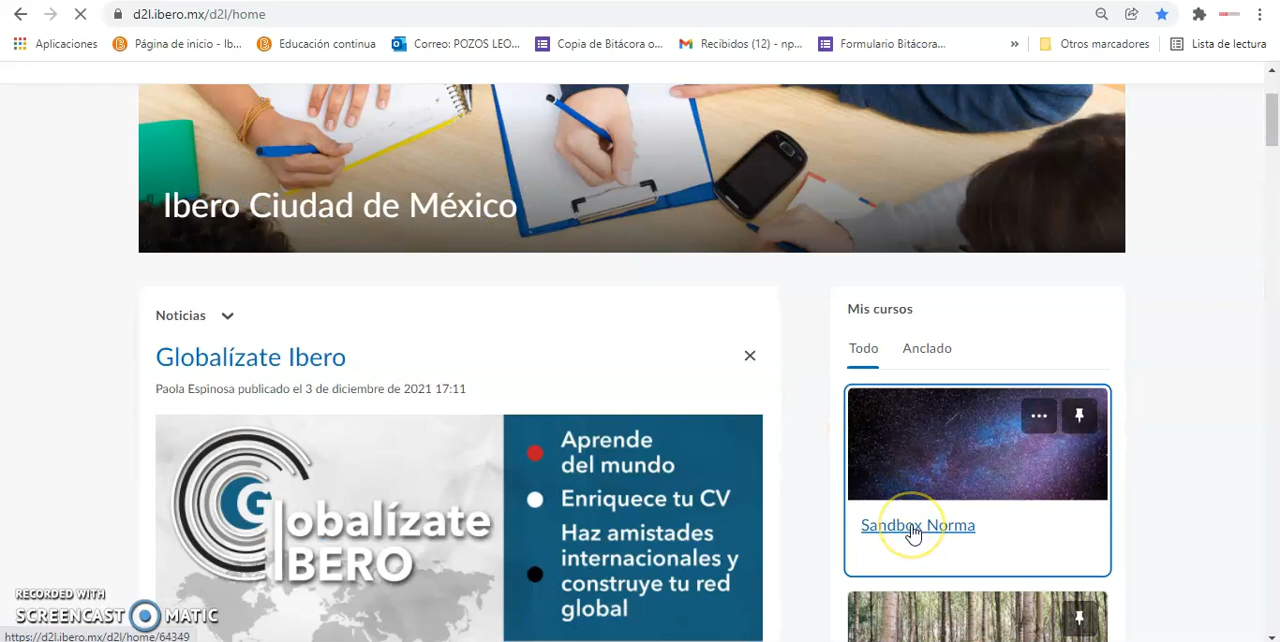 d2l.ibero.mx/d2l/home
Aplicaciones
Página de inicio - Ib...
Educación continua
Correo: POZOS LEO...
Copia de Bitácora o...
Recibidos (12) - np...
Formulario Bitácora...
»
Otros marcadores
Lista de lectura
Ibero Ciudad de México
Noticias
Globalízate Ibero
Paola Espinosa publicado el 3 de diciembre de 2021 17:11
Globalízate
IBERO
Aprende
del mundo
Enriquece tu CV
Haz amistades
internacionales y
construye tu red
global
Mis cursos
Todo
Anclado
Sandbox Norma
RECORDED WITH
SCREENCAST MATIC
https://d2l.ibero.mx/d2l/home/64349